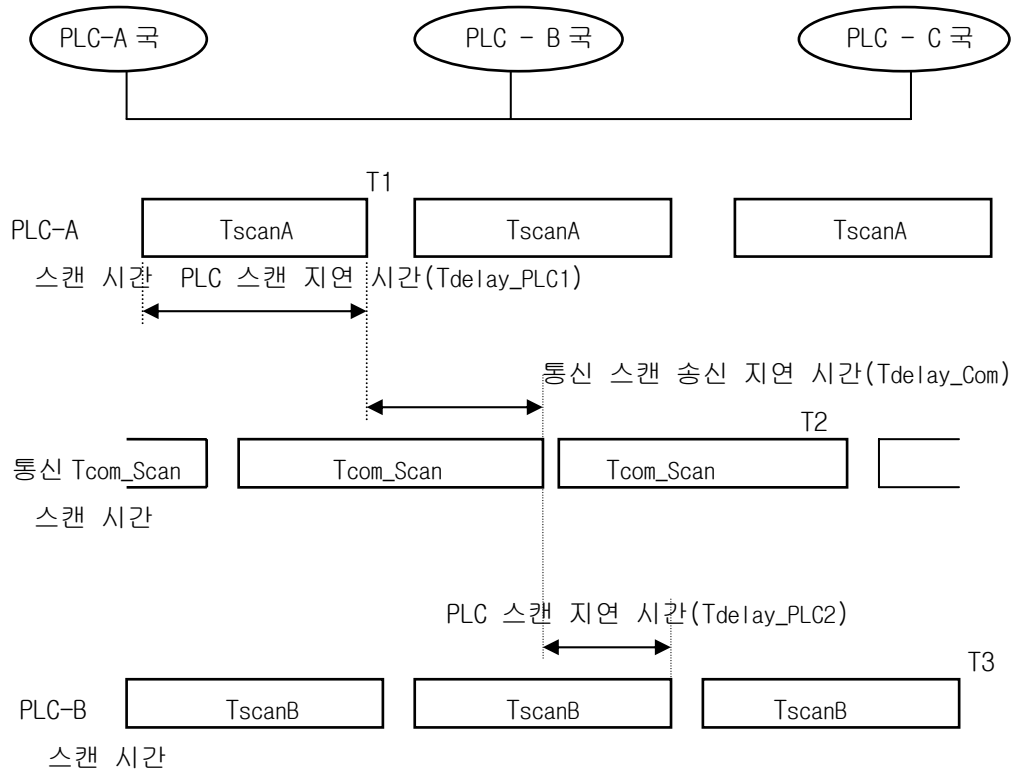 PLC-A 국
PLC - B 국
PLC - C 국
T1
PLC-A
TscanA
TscanA
TscanA
스캔 시간 PLC 스캔 지연 시간(Tdelay_PLC1)
통신 스캔 송신 지연 시간(Tdelay_Com)
T2
통신 Tcom_Scan
Tcom_Scan
Tcom_Scan
스캔 시간
PLC 스캔 지연 시간(Tdelay_PLC2)
T3
PLC-B
TscanB
TscanB
TscanB
스캔 시간